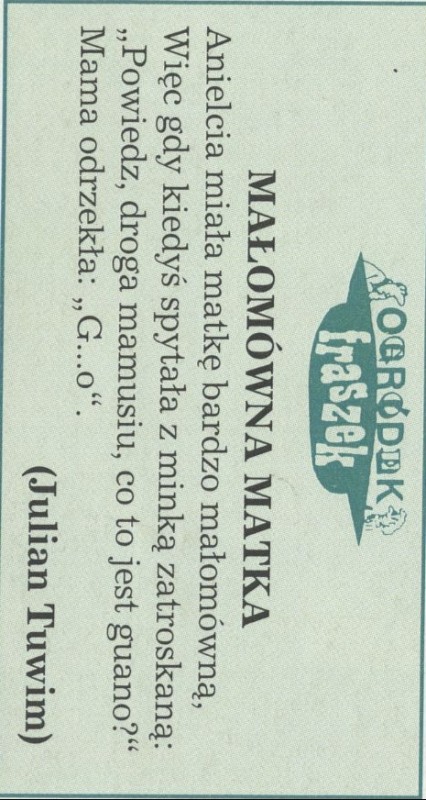 OGRÓDEK
fraszek
MAŁOMÓWNA MATKA
Anielcia miała matkę bardzo małomówną,
Więc gdy kiedyś spytała z minką zatroskaną:
„Powiedz, droga mamusiu, co to jest guano?“
Mama odrzekła: „G...o“.
(Julian Tuwim)